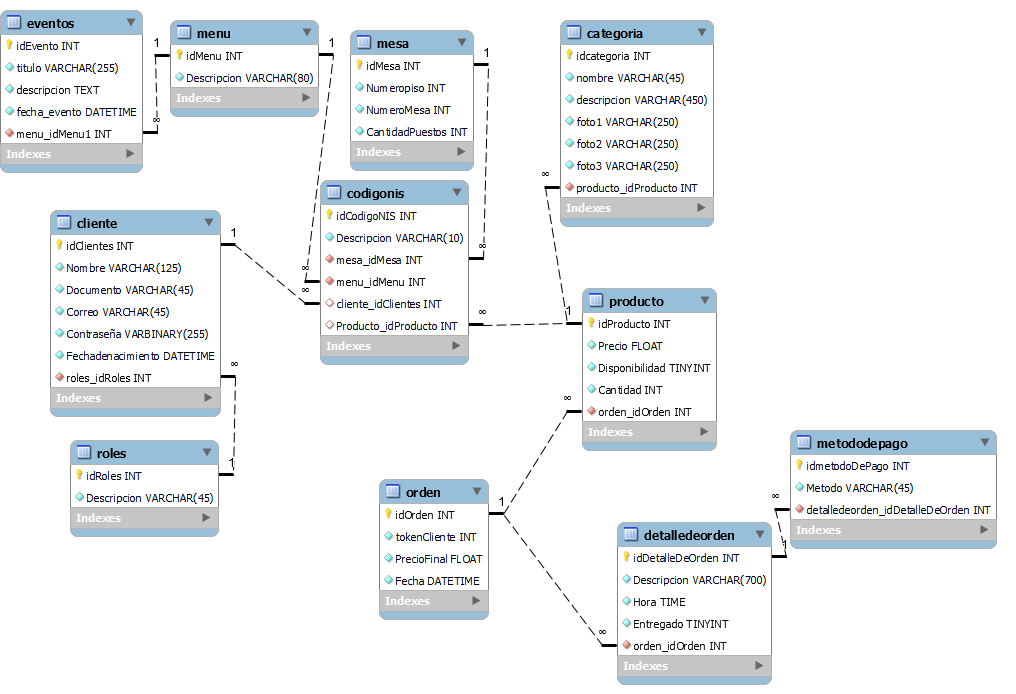 eventos
idEvento INT
titulo VARCHAR(255)
descripcion TEXT
fecha_evento DATETIME
menu_idMenu1 INT
Indexes
1
∞
menu
idMenu INT
Descripcion VARCHAR(80)
Indexes
1
mesa
idMesa INT
Numeropiso INT
NumeroMesa INT
CantidadPuestos INT
Indexes
1
categoria
idcategoria INT
nombre VARCHAR(45)
descripcion VARCHAR(450)
foto1 VARCHAR(250)
foto2 VARCHAR(250)
foto3 VARCHAR(250)
producto_idProducto INT
Indexes
∞
codigonis
idCodigoNIS INT
Descripcion VARCHAR(10)
mesa_idMesa INT
menu_idMenu INT
cliente_idClientes INT
Producto_idProducto INT
Indexes
∞
∞
∞
∞
cliente
idClientes INT
Nombre VARCHAR(125)
Documento VARCHAR(45)
Correo VARCHAR(45)
Contraseña VARBINARY(255)
Fechadenacimiento DATETIME
roles_idRoles INT
Indexes
1
∞
producto
idProducto INT
Precio FLOAT
Disponibilidad TINYINT
Cantidad INT
orden_idOrden INT
Indexes
1
∞
roles
idRoles INT
Descripcion VARCHAR(45)
Indexes
1
orden
idOrden INT
tokenCliente INT
PrecioFinal FLOAT
Fecha DATETIME
Indexes
1
metododepago
idmetodoDePago INT
Metodo VARCHAR(45)
detalledeorden_idDetalleDeOrden INT
Indexes
∞
detalledeorden
idDetalleDeOrden INT
Descripcion VARCHAR(700)
Hora TIME
Entregado TINYINT
orden_idOrden INT
Indexes
1
∞